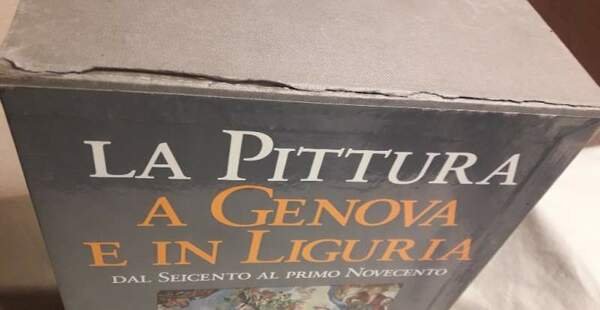 LA PITTURA
A GENOVA
E IN LIGURIA
DAL SEICENTO AL PRIMO NOVECENTO